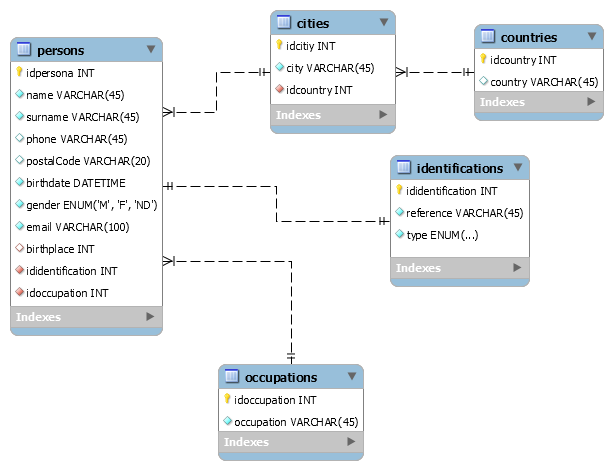 persons
idpersona INT
name VARCHAR(45)
surname VARCHAR(45)
phone VARCHAR(45)
postalCode VARCHAR(20)
birthdate DATETIME
gender ENUM('M', 'F', 'ND')
email VARCHAR(100)
birthplace INT
ididentification INT
idoccupation INT
Indexes
cities
idcitiy INT
city VARCHAR(45)
idcountry INT
Indexes
countries
idcountry INT
country VARCHAR(45)
Indexes
identifications
ididentification INT
reference VARCHAR(45)
type ENUM(...)
Indexes
occupations
idoccupation INT
occupation VARCHAR(45)
Indexes